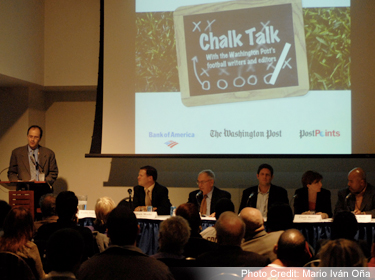 Chalk Talk
With the Washington Post's
football writers and editors
Bank of America
The Washington Post
PostPoints
Photo Credit: Mario Iván Oña